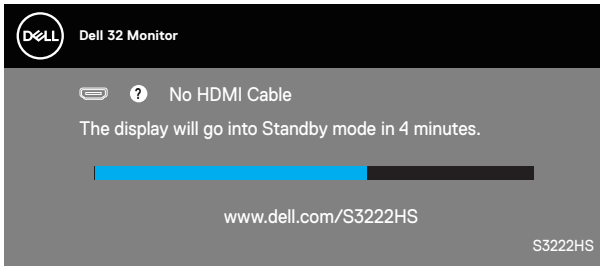 DELL
Dell 32 Monitor
? No HDMI Cable
The display will go into Standby mode in 4 minutes.
www.dell.com/S3222HS
S3222HS